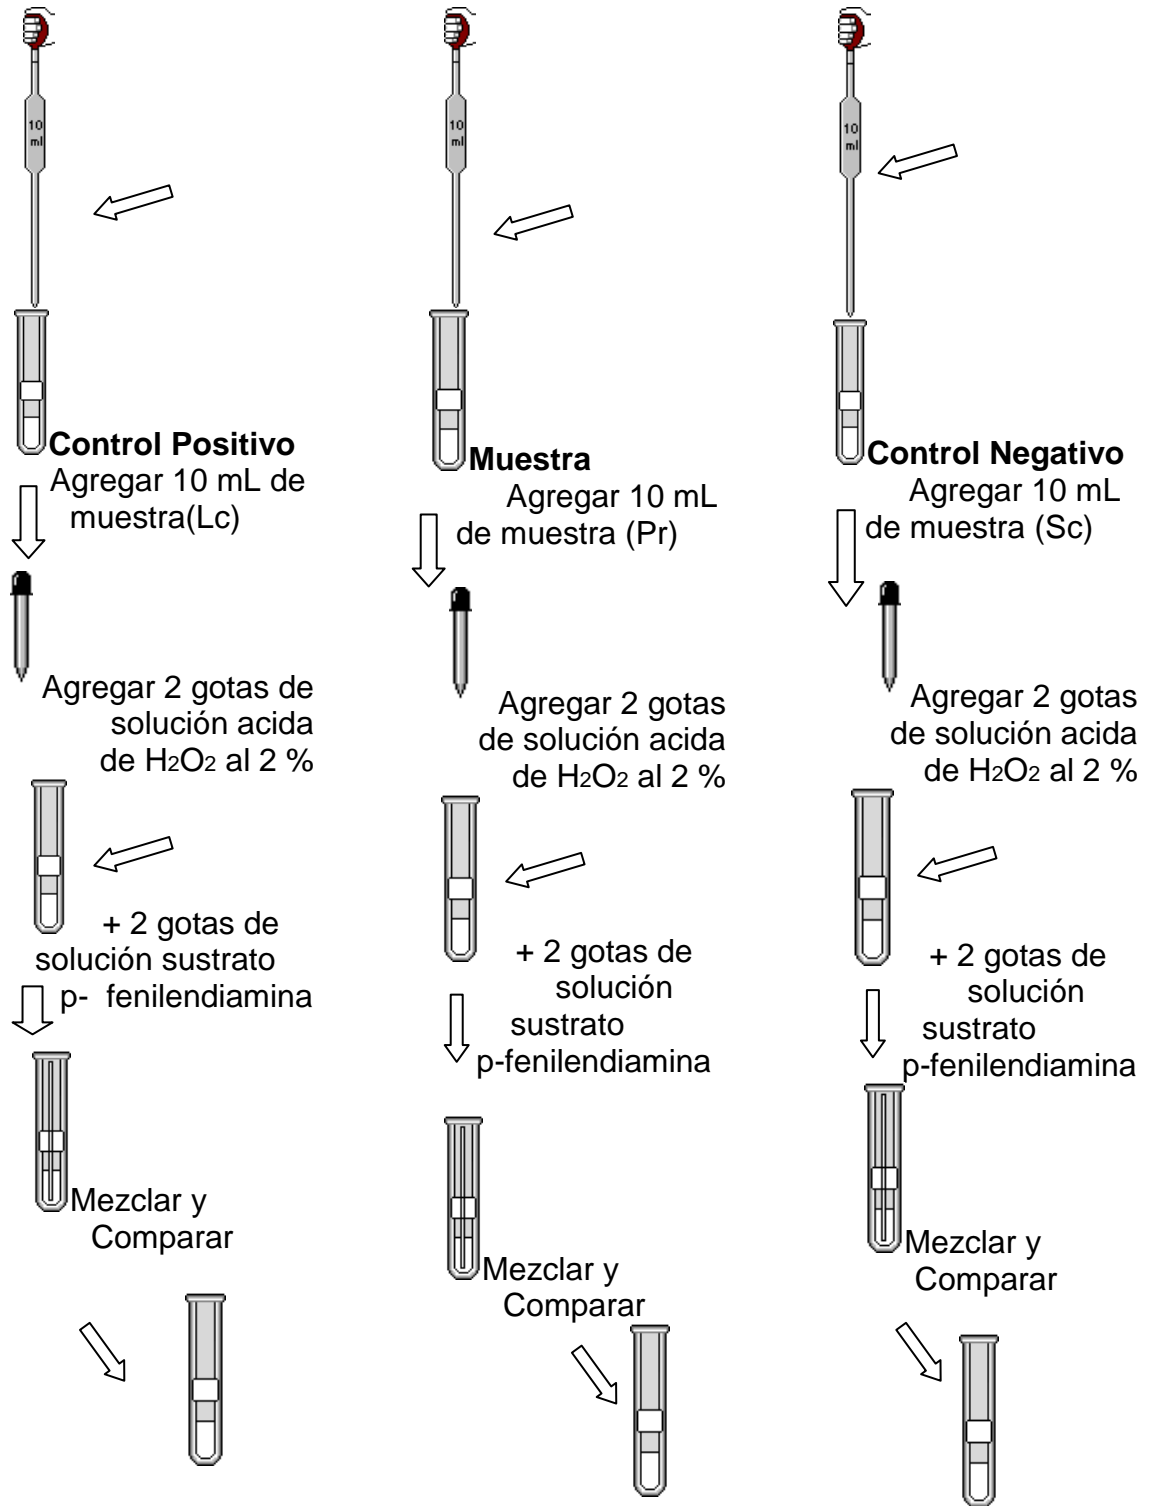 10
ml
Control Positivo
Agregar 10 mL de
muestra(Lc)
Agregar 2 gotas de
solución acida
de H2O2 al 2 %
+ 2 gotas de
solución sustrato
p- fenilendiamina
Mezclar y
Comparar
10
ml
Muestra
Agregar 10 mL
de muestra (Pr)
Agregar 2 gotas
de solución acida
de H2O2 al 2 %
+ 2 gotas de
solución
sustrato
p-fenilendiamina
Mezclar y
Comparar
10
ml
Control Negativo
Agregar 10 mL
de muestra (Sc)
Agregar 2 gotas
de solución acida
de H2O2 al 2 %
+ 2 gotas de
solución
sustrato
p-fenilendiamina
Mezclar y
Comparar